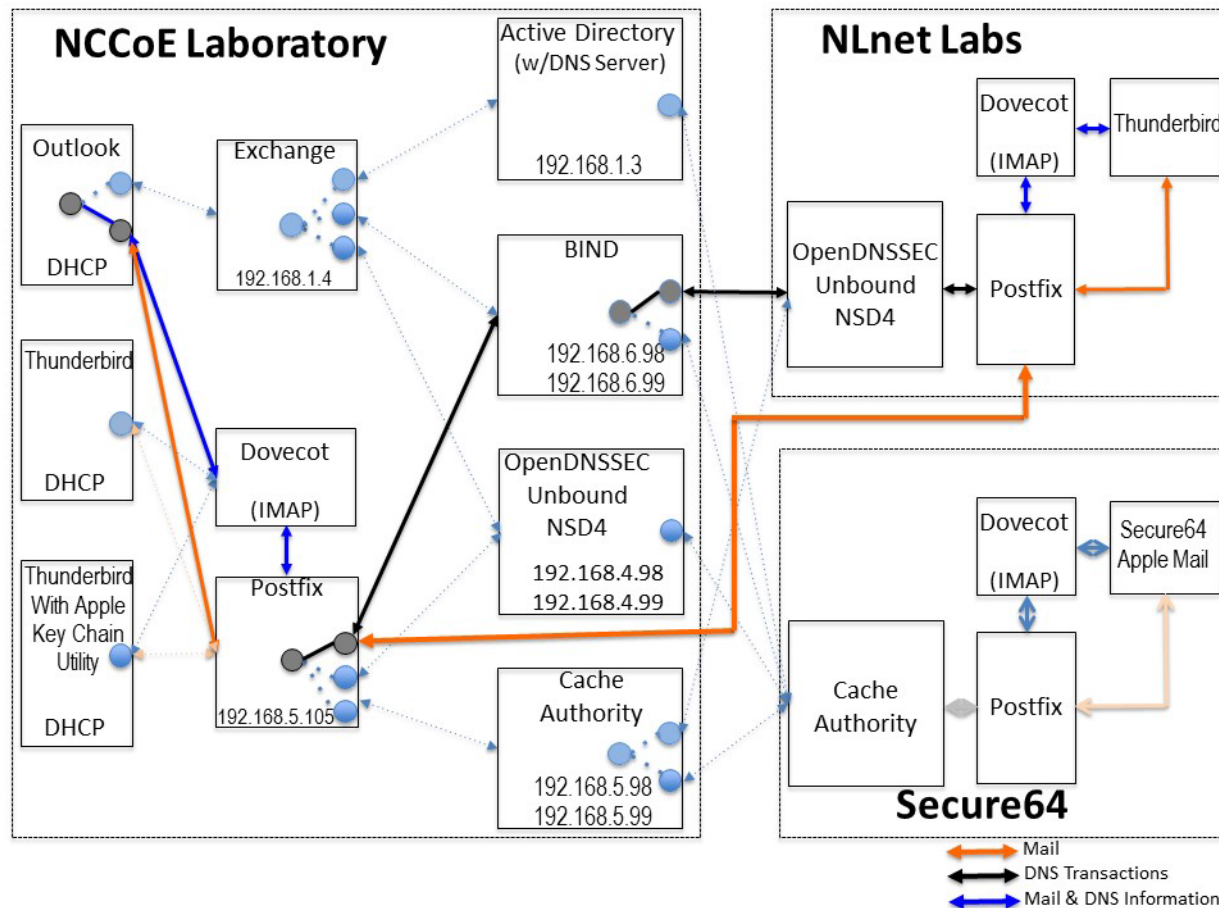 NCCoE Laboratory
Outlook
DHCP
Exchange
192.168.1.4
Active Directory
(w/DNS Server)
192.168.1.3
BIND
192.168.6.98
192.168.6.99
Thunderbird
DHCP
Dovecot
(IMAP)
OpenDNSSEC
Unbound
NSD4
192.168.4.98
192.168.4.99
Thunderbird
With Apple
Key Chain
Utility
DHCP
Postfix
192.168.5.105
Cache
Authority
192.168.5.98
192.168.5.99
NLnet Labs
Dovecot
(IMAP)
Thunderbird
OpenDNSSEC
Unbound
NSD4
Postfix
Dovecot
(IMAP)
Secure64
Apple Mail
Cache
Authority
Postfix
Secure64
Mail
DNS Transactions
Mail & DNS Information